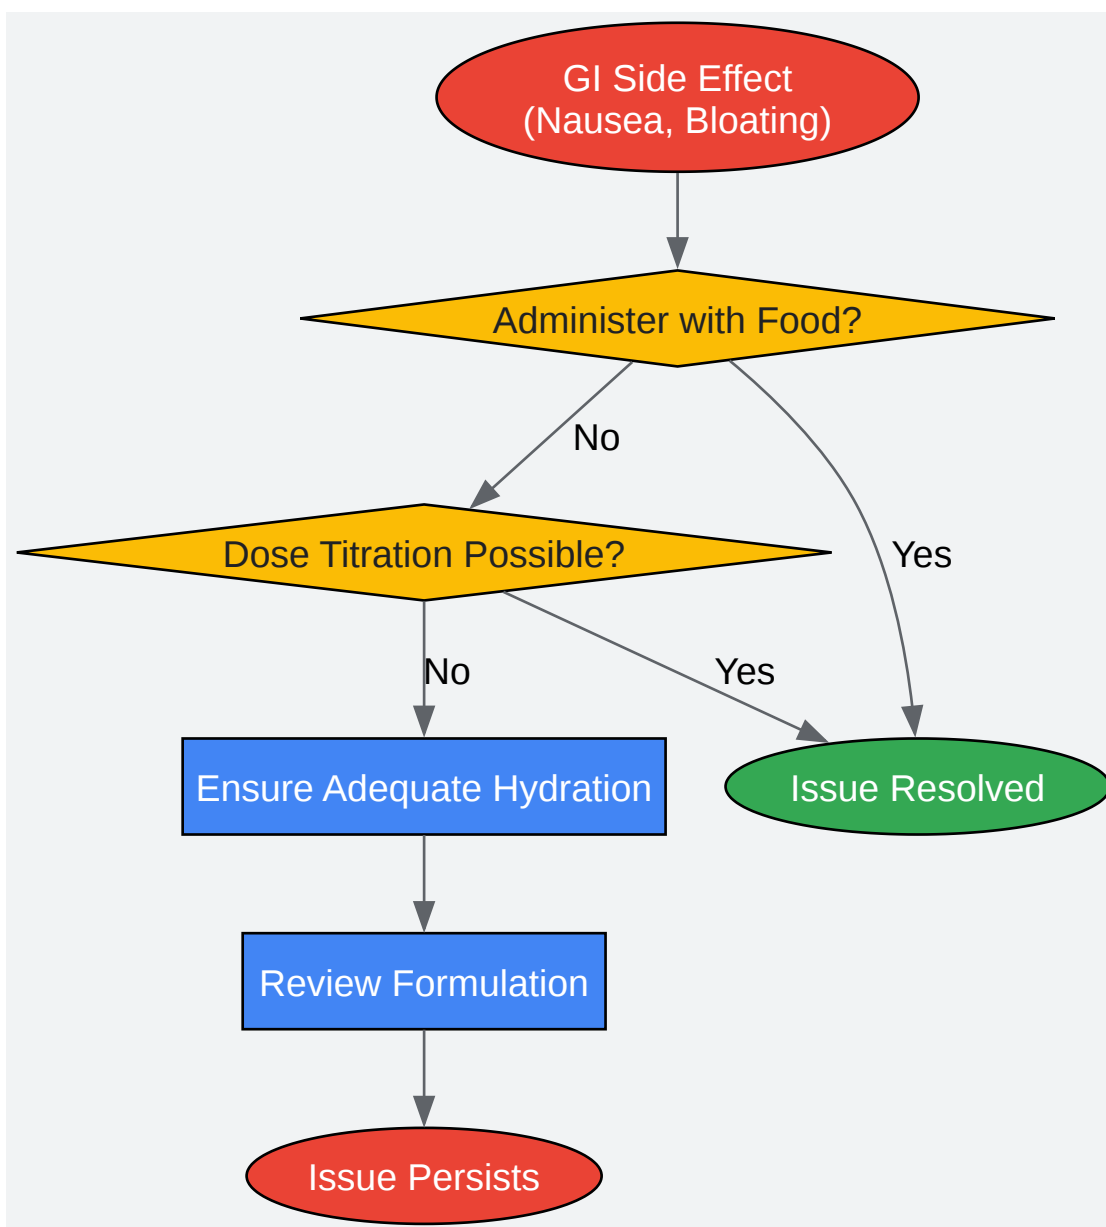 GI Side Effect
(Nausea, Bloating)
Administer with Food?
No
Dose Titration Possible?
Yes
No
Yes
Ensure Adequate Hydration
Issue Resolved
Review Formulation
Issue Persists